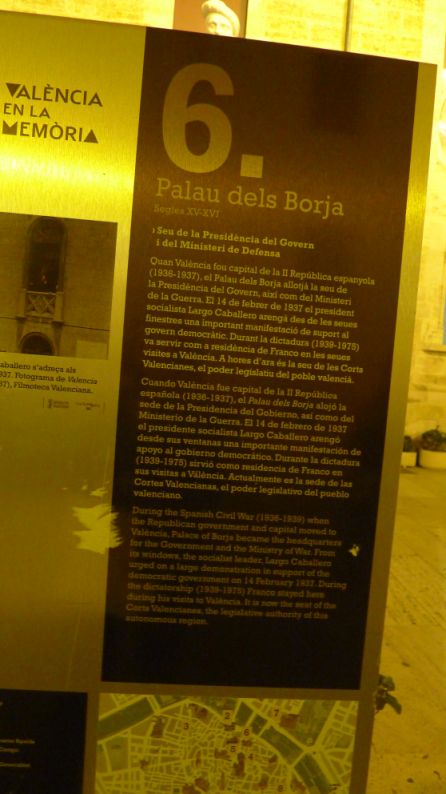 VALÈNCIA
EN LA
MEMÒRIA
6.
Palau dels Borja
Segles XV-XVI
› Seu de la Presidència del Govern
i del Ministeri de Defensa
Quan València fou capital de la II República espanyola
(1936-1937), el Palau dels Borja allotjà la seu de
la Presidència del Govern, així com del Ministeri
de la Guerra. El 14 de febrer de 1937 el president
socialista Largo Caballero arengà des de les seues
finestres una important manifestació de suport al
govern democràtic. Durant la dictadura (1939-1975)
va servir com a residència de Franco en les seues
visites a València. A hores d'ara és la seu de les Corts
Valencianes, el poder legislatiu del poble valencià.
Cuando València fue capital de la II República
española (1936-1937), el Palau dels Borja alojó la
sede de la Presidencia del Gobierno, así como del
Ministerio de Guerra. El 14 de febrero de 1937
el presidente socialista Largo Caballero arengó
desde sus ventanas una importante manifestación de
apoyo al gobierno democrático. Durante la dictadura
(1939-1975) sirvió como residencia de Franco en
sus visitas a València. Actualmente es la sede de las
Cortes Valencianas, el poder legislativo del pueblo
valenciano.
During the Spanish Civil War (1936-1939) when
the Republican government and capital moved to
València, Palace of Borja became the headquarters
for the Government and the Ministry of War. From
its windows, the socialist leader, Largo Caballero
urged on a large demonstration in support of the
democratic government on 14 February 1937. During
the dictatorship (1939-1975) Franco stayed here
during his visits to València. It is now the seat of the
Corts Valencianes, the legislative authority of this
autonomous region.
aballero s'adreça als
937. Fotograma de Valencia
37), Filmoteca Valenciana.
2
7
3
4
5
6
1